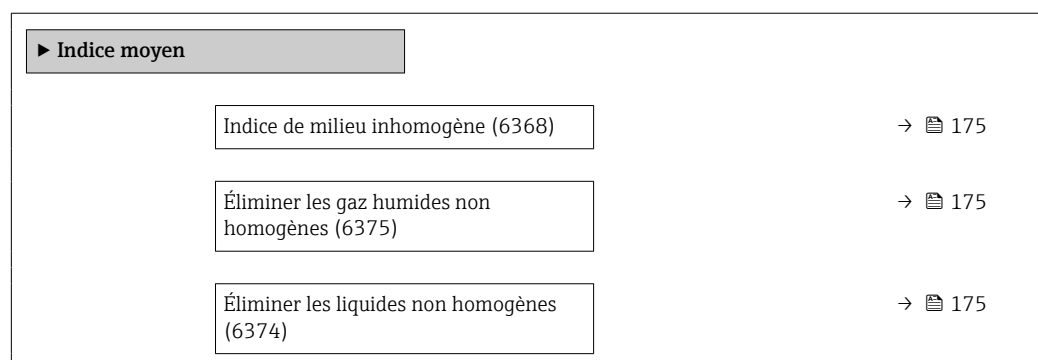 ▶ Indice moyen
Indice de milieu inhomogène (6368) → 175
Éliminer les gaz humides non
homogènes (6375) → 175
Éliminer les liquides non homogènes
(6374) → 175